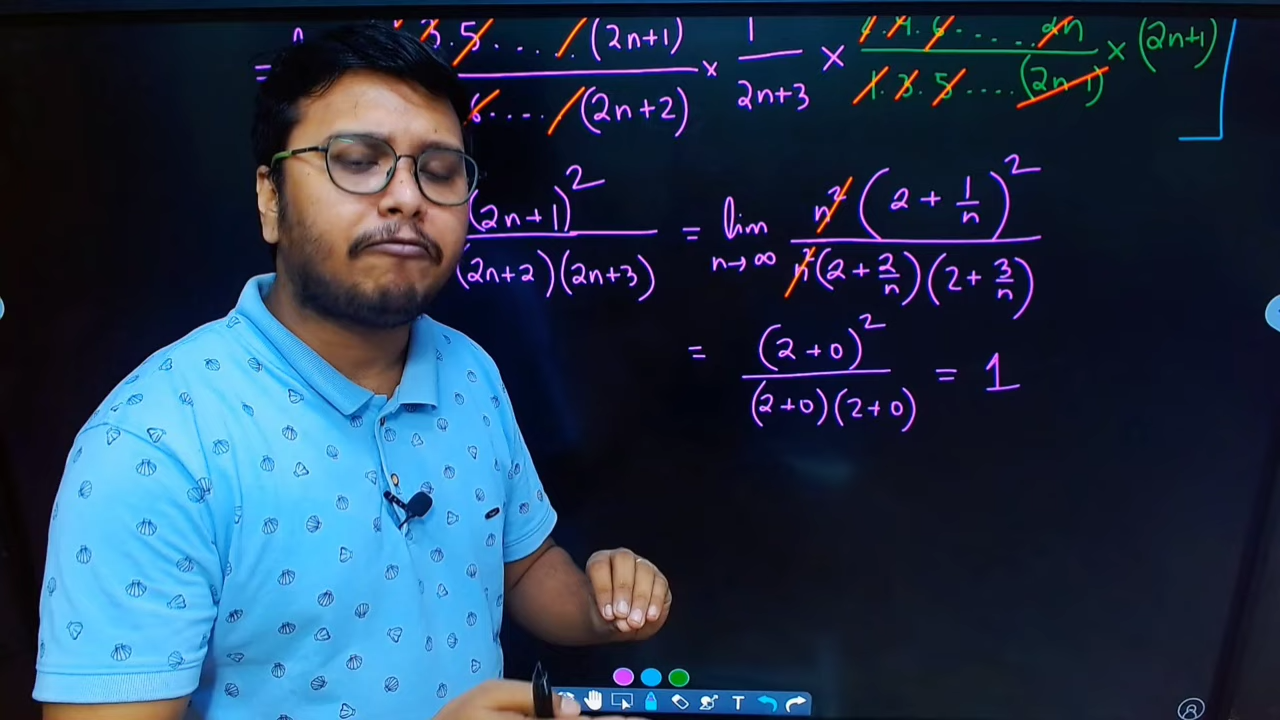 = 3.5..../.(2n+1) / 6..../(2n+2) × 1/(2n+3) × 2.4.6.....2n / 1.3.5....(2n-1) × (2n+1) ]
(2n+1)² / (2n+2)(2n+3) = lim n→∞ n²(2 + 1/n)² / n²(2 + 2/n)(2 + 3/n)
= (2+0)² / (2+0)(2+0) = 1
T